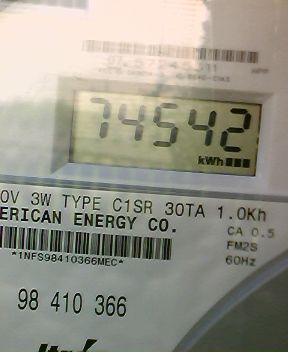 74542
kWh
0V 3W TYPE C1SR 30TA 1.0Kh
ERICAN ENERGY CO.
CA 0.5
FM2S
*1NFS98410366MEC*
60Hz
98 410 366